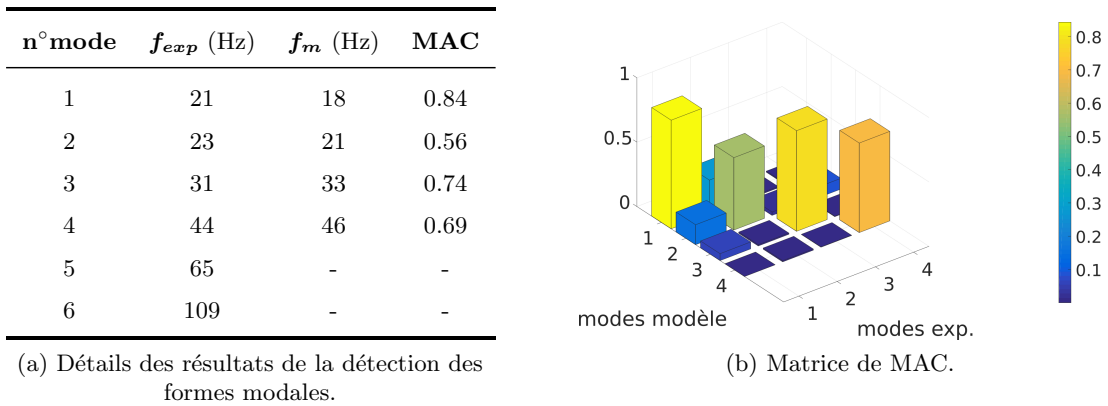 n°mode f_exp (Hz) f_m (Hz) MAC
1 21 18 0.84
2 23 21 0.56
3 31 33 0.74
4 44 46 0.69
5 65 - -
6 109 - -
(a) Détails des résultats de la détection des
formes modales.
1
0.5
0
1
2
3
4
modes modèle
1
2
3
4
modes exp.
0.8
0.7
0.6
0.5
0.4
0.3
0.2
0.1
(b) Matrice de MAC.